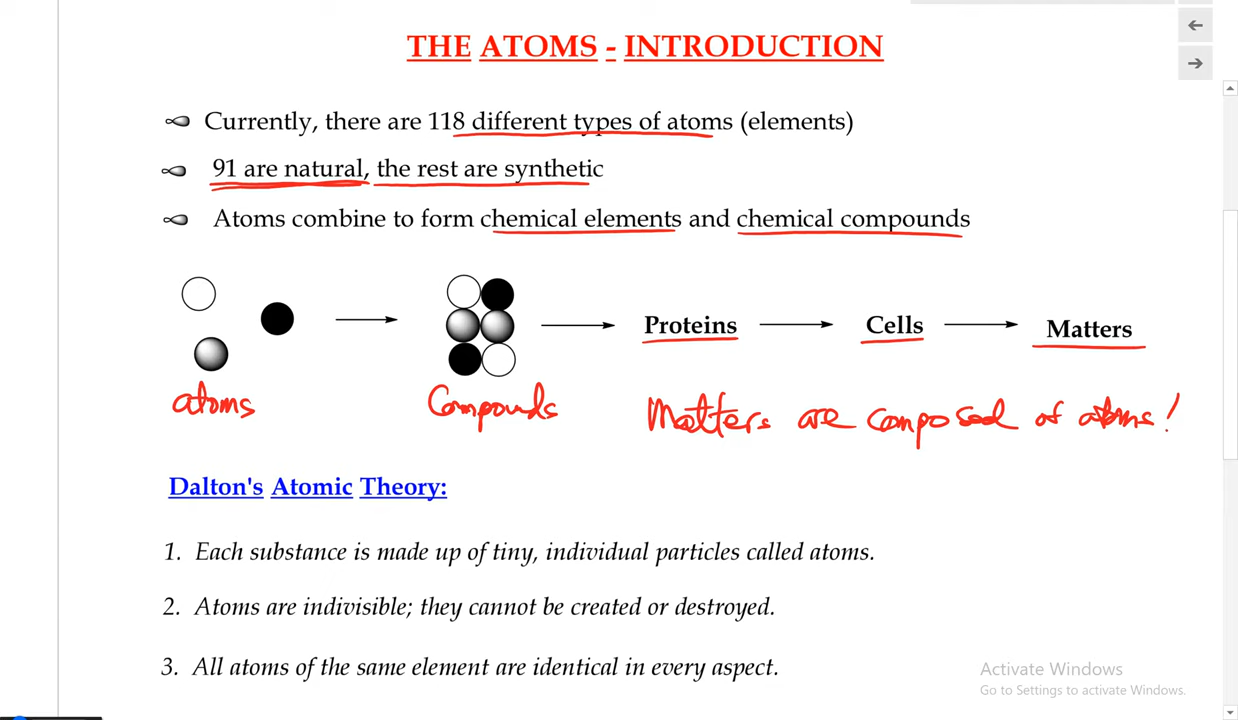 THE ATOMS - INTRODUCTION
Currently, there are 118 different types of atoms (elements)
91 are natural, the rest are synthetic
Atoms combine to form chemical elements and chemical compounds
Proteins Cells Matters
atoms Compounds Matters are composed of atoms!
Dalton's Atomic Theory:
1. Each substance is made up of tiny, individual particles called atoms.
2. Atoms are indivisible; they cannot be created or destroyed.
3. All atoms of the same element are identical in every aspect.
Activate Windows
Go to Settings to activate Windows.